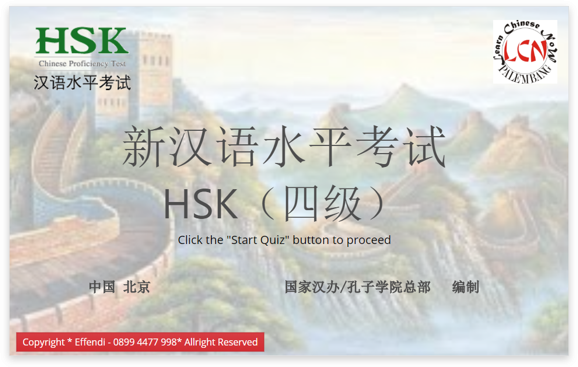 HSK
Chinese Proficiency Test
汉语水平考试
Learn Chinese Now
LCN
PALEMBANG
新汉语水平考试
HSK（四级）
Click the "Start Quiz" button to proceed
中国 北京
国家汉办/孔子学院总部 编制
Copyright * Effendi - 0899 4477 998* Allright Reserved